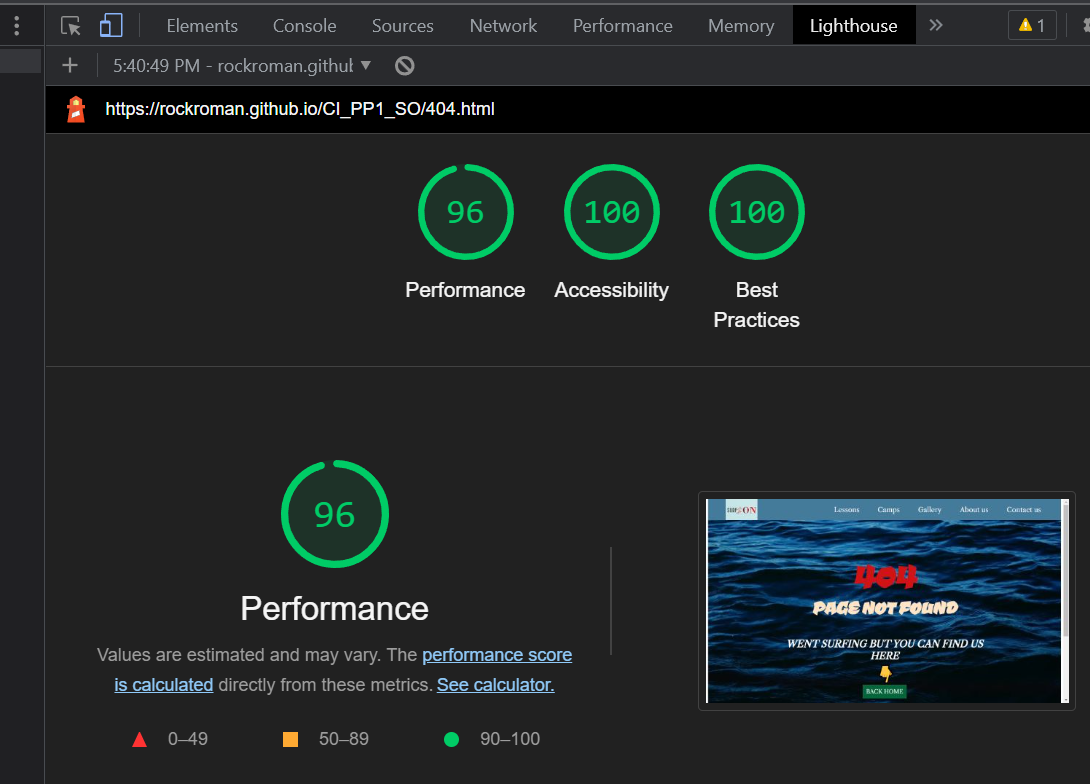 Elements Console Sources Network Performance Memory Lighthouse » 1
+ 5:40:49 PM - rockroman.github
https://rockroman.github.io/CI_PP1_SO/404.html
96 100 100
Performance Accessibility Best
Practices
96
Performance
Values are estimated and may vary. The performance score
is calculated directly from these metrics. See calculator.
0–49 50–89 90–100
ON Lessons Camps Gallery About us Contact us
404
PAGE NOT FOUND
WENT SURFING BUT YOU CAN FIND US
HERE
BACK HOME